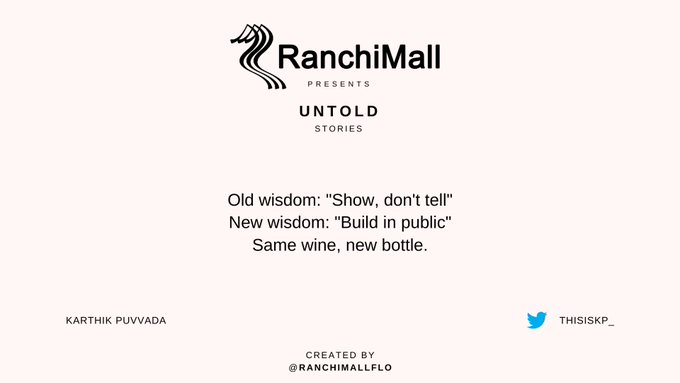 RanchiMall
PRESENTS
UNTOLD
STORIES
Old wisdom: "Show, don't tell"
New wisdom: "Build in public"
Same wine, new bottle.
KARTHIK PUVVADA
THISISKP_
CREATED BY
@RANCHIMALLFLO